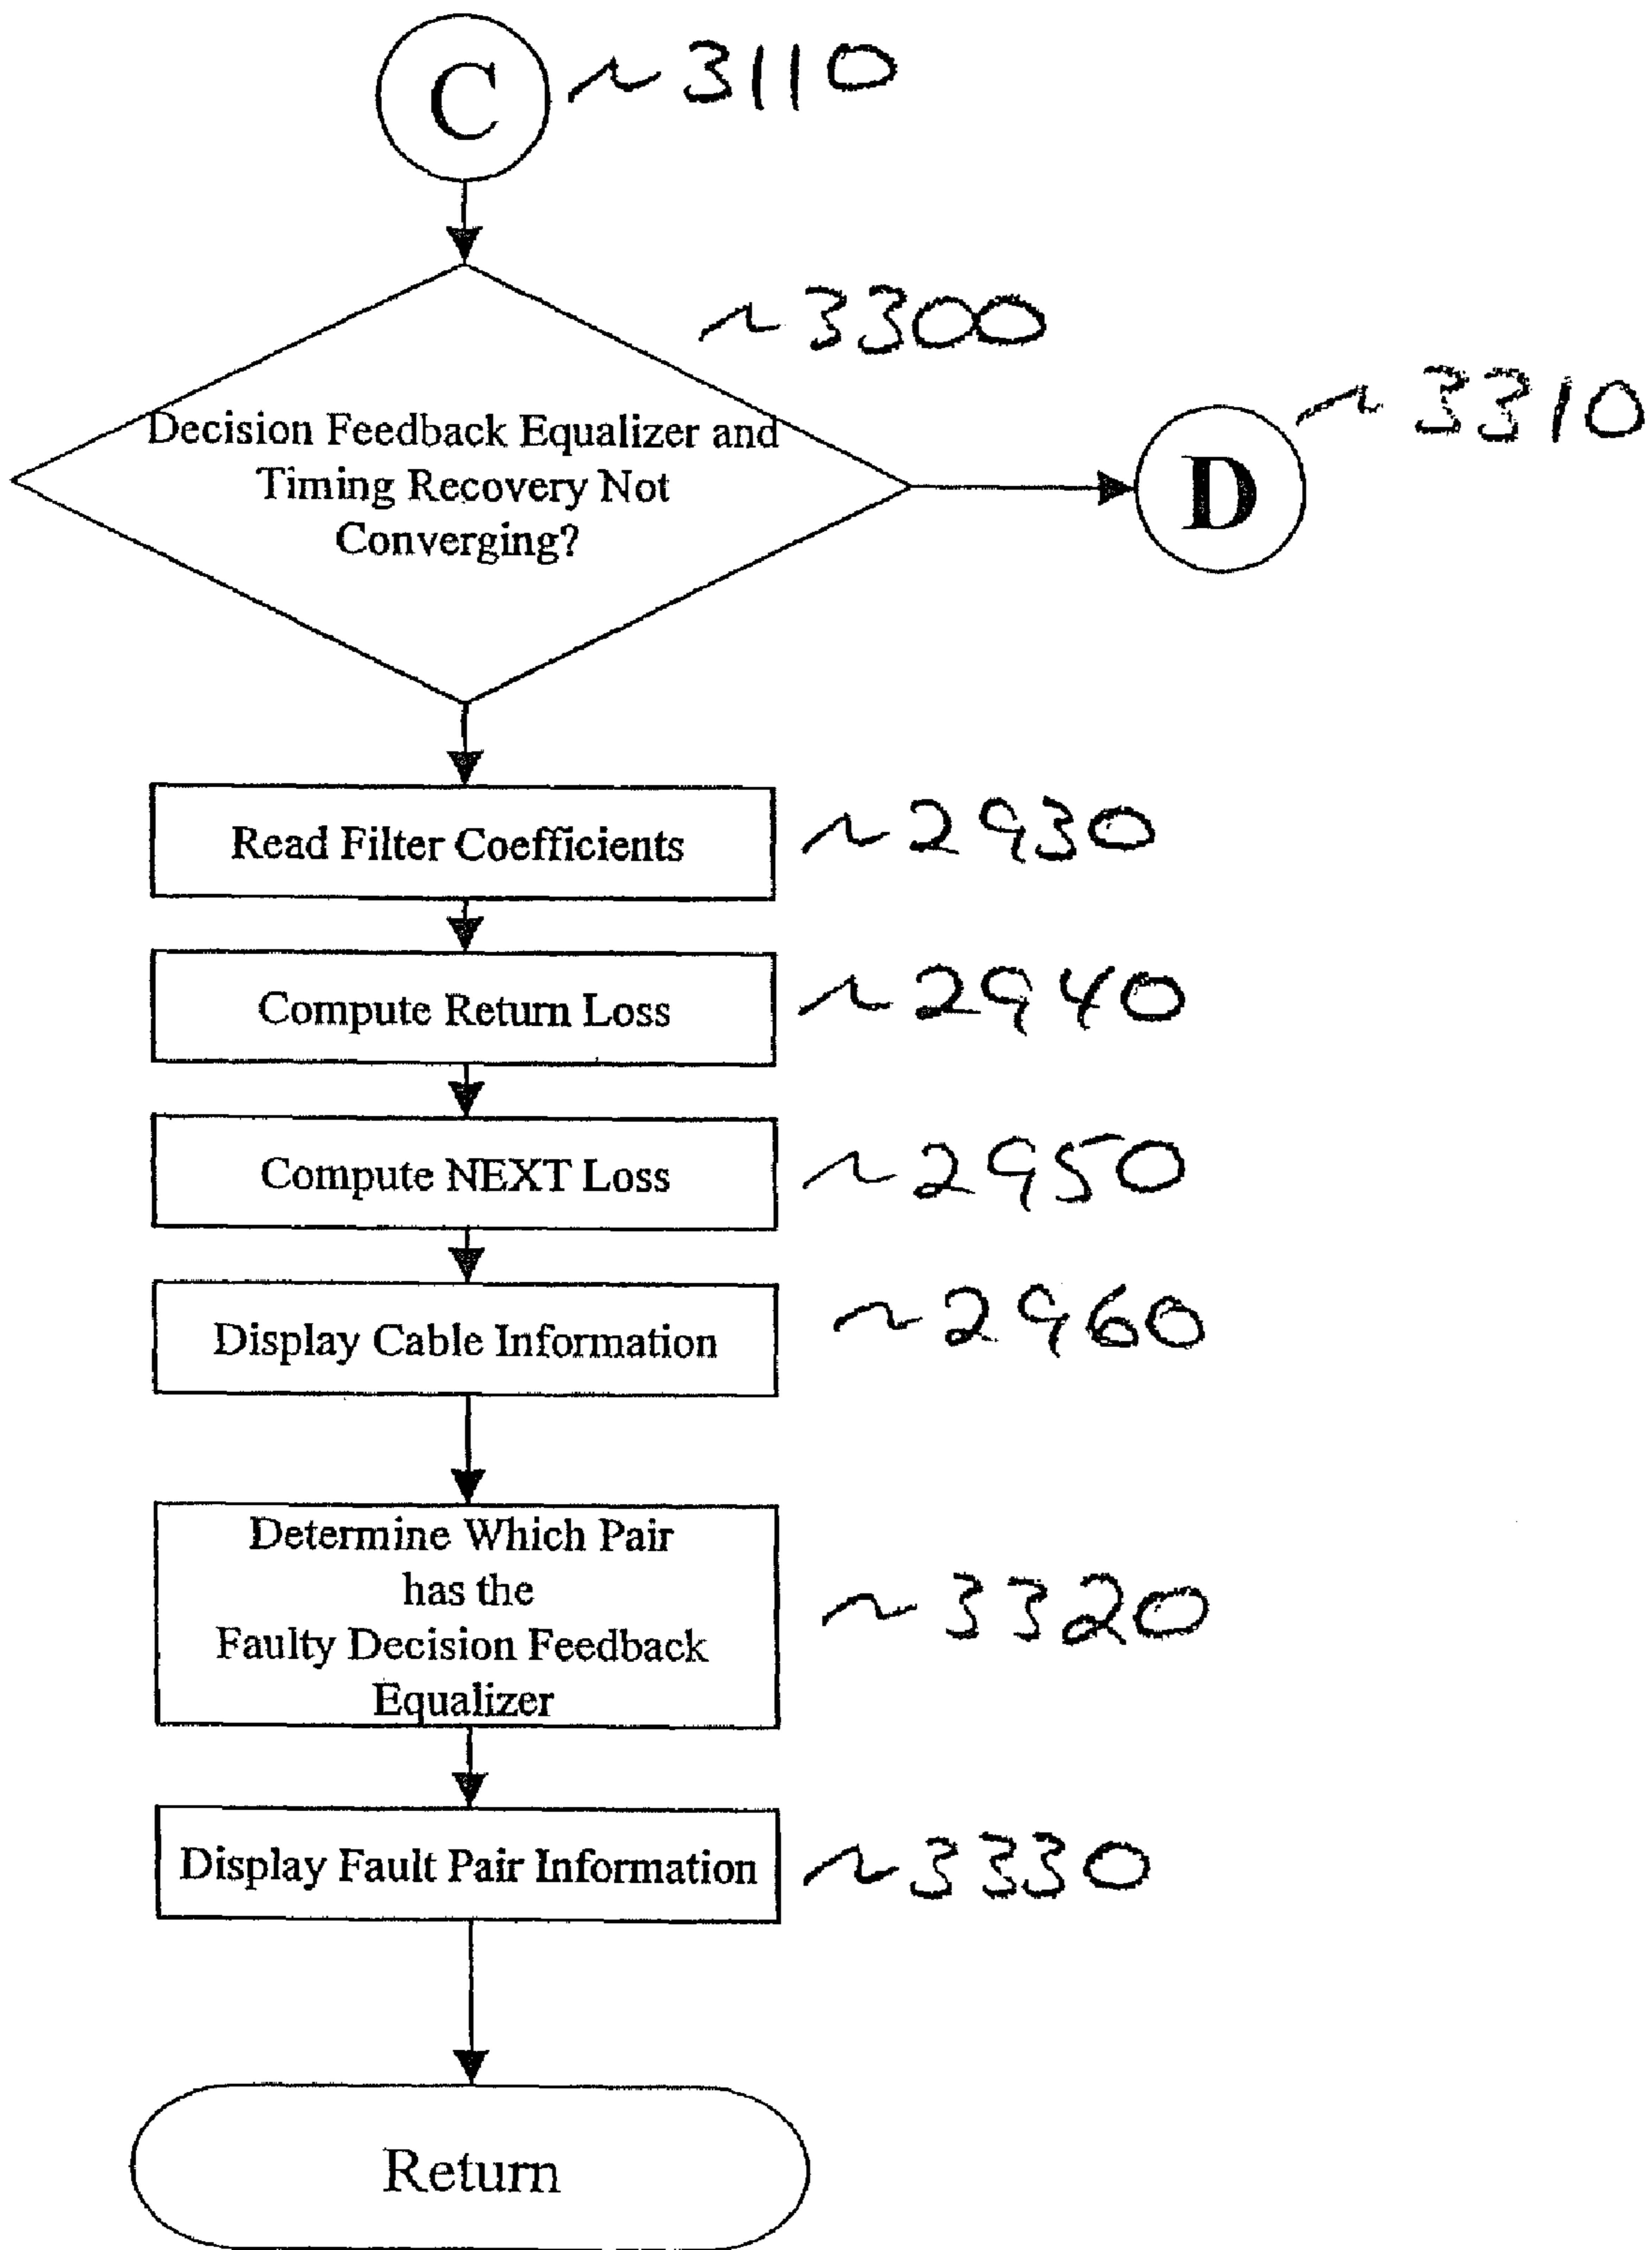 C ~3110
~3300
Decision Feedback Equalizer and
Timing Recovery Not
Converging?
D ~3310
Read Filter Coefficients ~2930
Compute Return Loss ~2940
Compute NEXT Loss ~2950
Display Cable Information ~2960
Determine Which Pair
has the
Faulty Decision Feedback
Equalizer
~3320
Display Fault Pair Information ~3330
Return